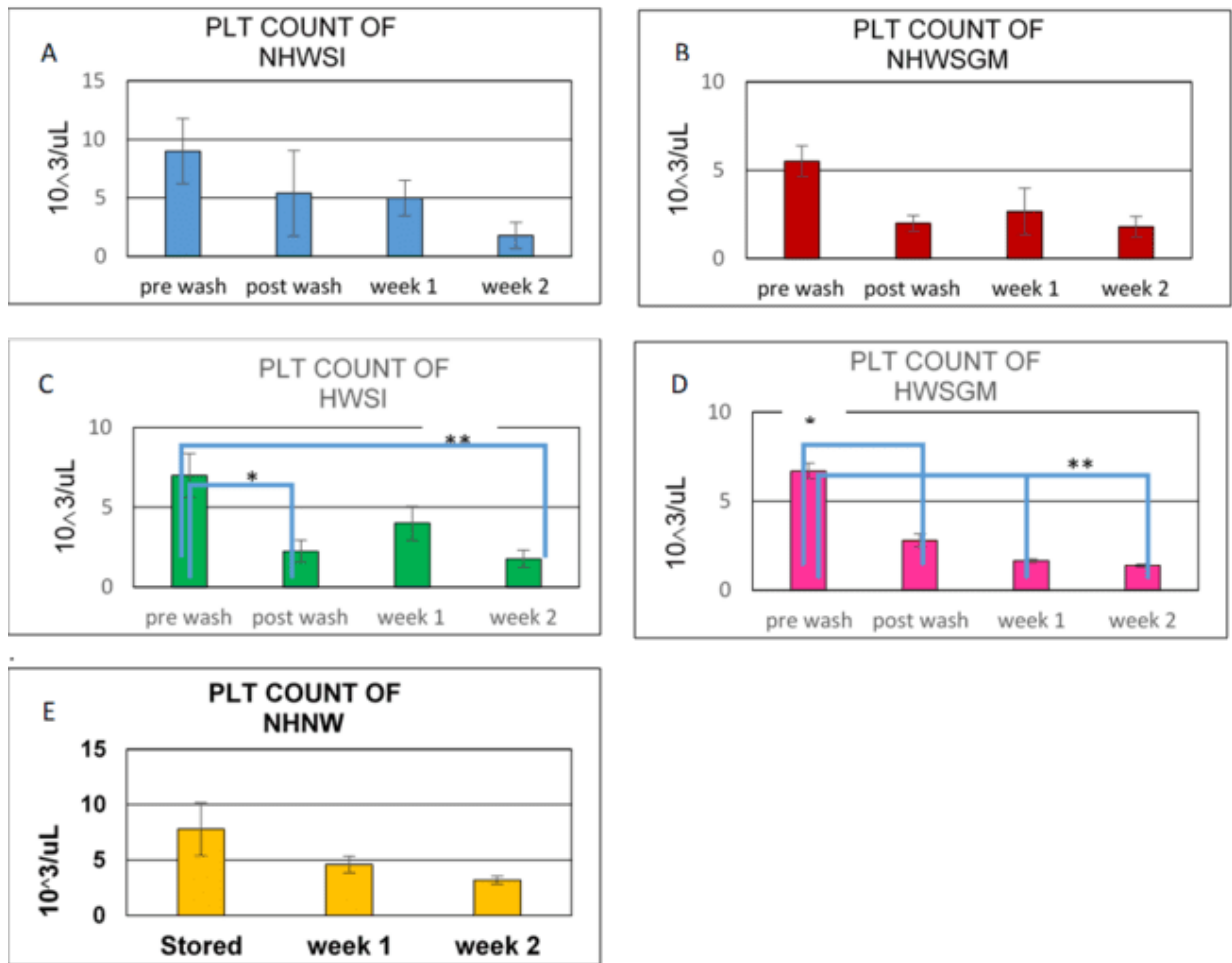 A
PLT COUNT OF
NHWSI
10^3/uL
15
10
5
0
pre wash post wash week 1 week 2
B
PLT COUNT OF
NHWSGM
10^3/uL
10
5
0
pre wash post wash week 1 week 2
C
PLT COUNT OF
HWSI
10^3/uL
10
5
0
**
*
pre wash post wash week 1 week 2
D
PLT COUNT OF
HWSGM
10^3/uL
10
5
0
*
**
pre wash post wash week 1 week 2
E
PLT COUNT OF
NHNW
10^3/uL
15
10
5
0
Stored week 1 week 2